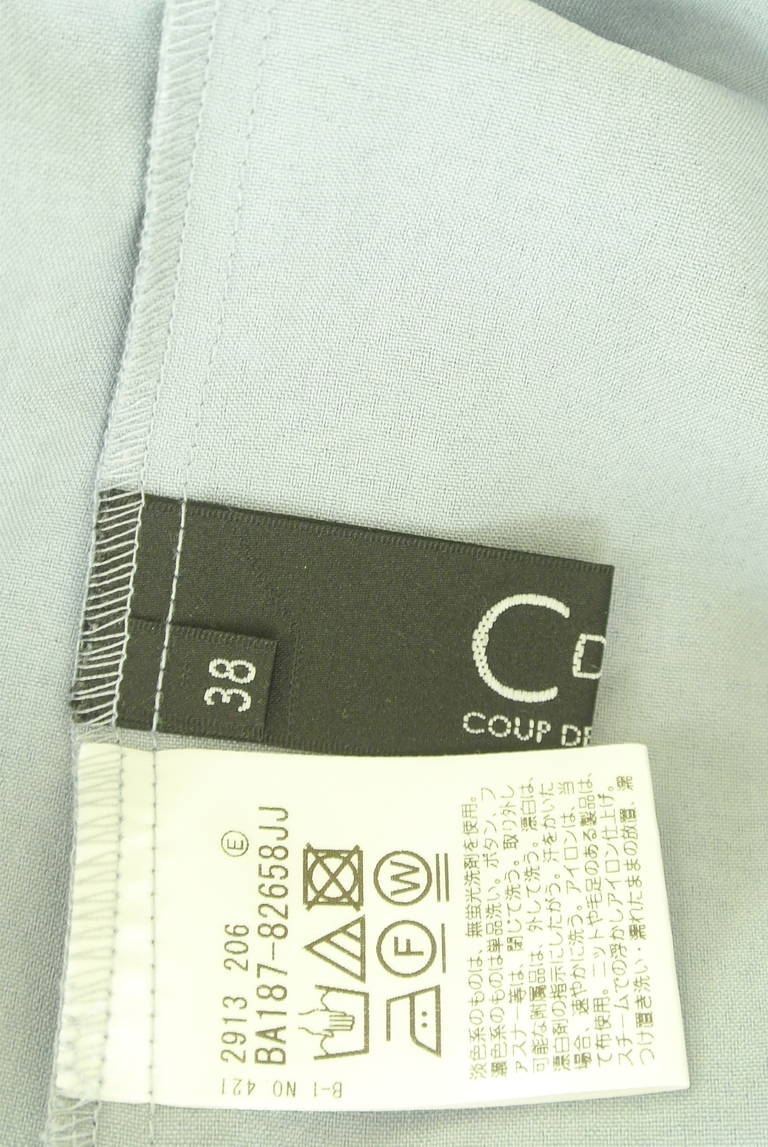 38
C D
COUP DE
2913 206
Ⓔ
BA187-82658JJ
W
F
淡色系のものは、無蛍光洗剤を使用。
濃色系のものは単品洗い。ボタン、フ
ァスナー等は、閉じて洗う。取り外し
可能な附属品は、外して洗う。漂白は、
漂白剤の指示にしたがう。汗をかいた
場合、速やかに洗う。アイロンは、当
て布使用。ニットや毛足のある製品は、
スチームでの浮かしアイロン仕上げ。
つけ置き洗い・濡れたままの放置、濡
B-1 NO 421